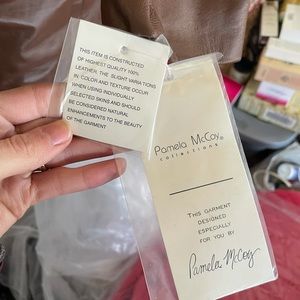 THIS ITEM IS CONSTRUCTED
OF HIGHEST QUALITY 100%
LEATHER, THE SLIGHT VARIATIONS
IN COLOR AND TEXTURE OCCUR
WHEN USING INDIVIDUALLY
SELECTED SKINS AND SHOULD
BE CONSIDERED NATURAL
ENHANCEMENTS TO THE BEAUTY
OF THE GARMENT
Pamela McCoy®
collections
THIS GARMENT
DESIGNED
ESPECIALLY
FOR YOU BY
Pamela McCoy